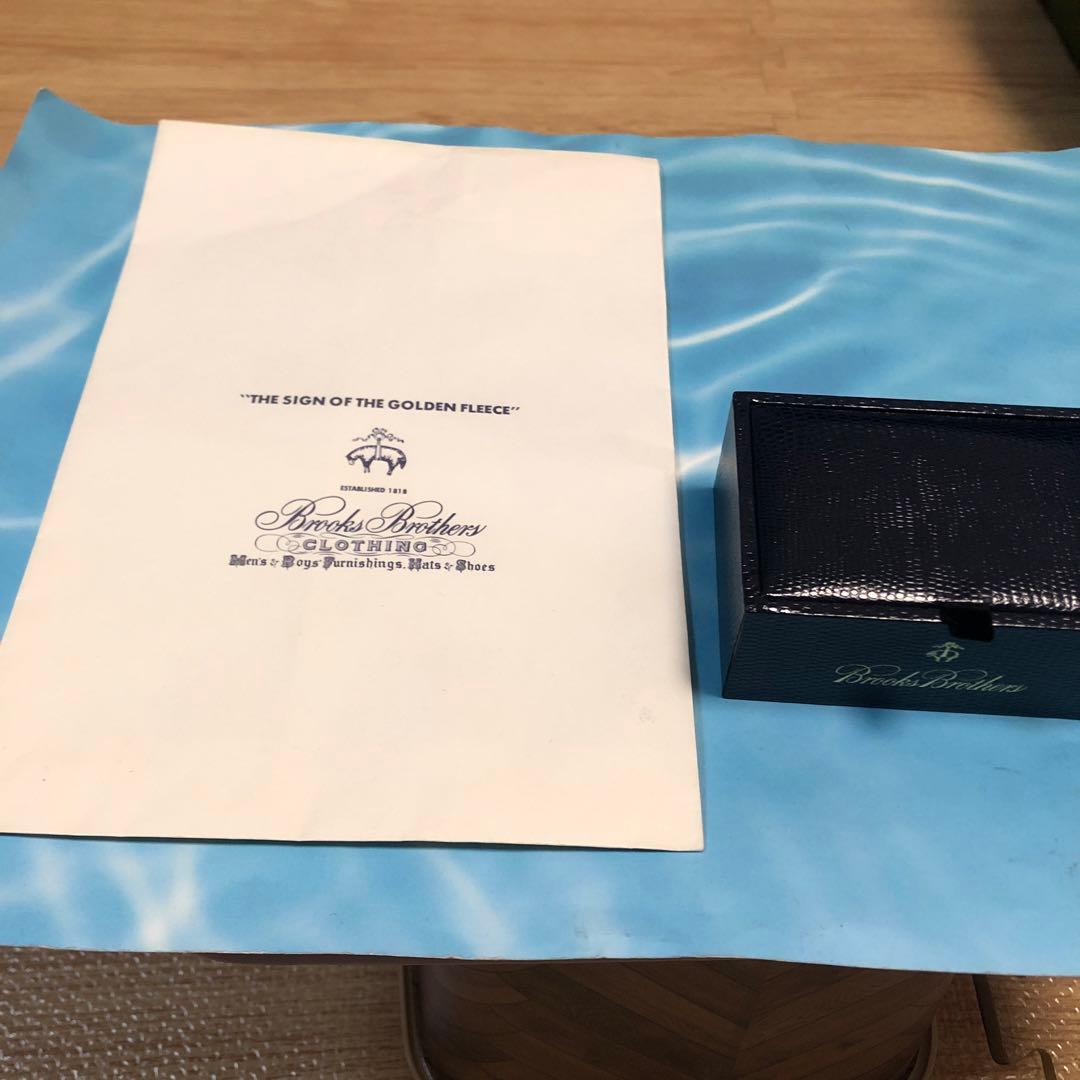 "THE SIGN OF THE GOLDEN FLEECE"
ESTABLISHED 1818
Brooks Brothers
CLOTHING
Men's & Boys' Furnishings, Hats & Shoes
Brooks Brothers